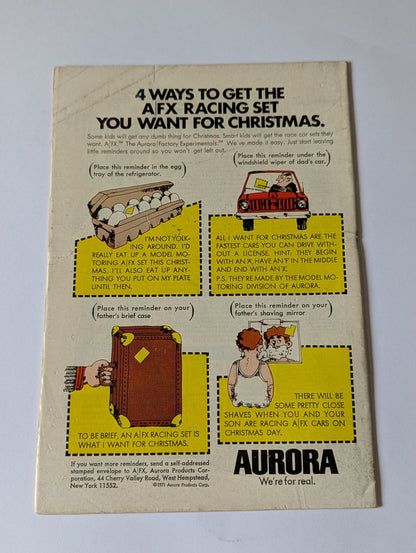 4 WAYS TO GET THE
A/FX RACING SET
YOU WANT FOR CHRISTMAS.
Some kids will get any dumb thing for Christmas. Smart kids will get the race car sets they
want. A/FX.™ The Aurora/Factory Experimentals.™ We've made it easy. Just start leaving
little reminders around so you won't get left out.
Place this reminder in the egg
tray of the refrigerator.
I'M NOT YOLK-
ING AROUND. I'D
REALLY EAT UP A MODEL MO-
TORING A/FX SET THIS CHRIST-
MAS. I'LL ALSO EAT UP ANY-
THING YOU PUT ON MY PLATE
UNTIL THEN.
Place this reminder under the
windshield wiper of dad's car.
ALL I WANT FOR CHRISTMAS ARE THE
FASTEST CARS YOU CAN DRIVE WITH-
OUT A LICENSE. HINT: THEY BEGIN
WITH AN 'A', HAVE AN 'F' IN THE MIDDLE
AND END WITH AN 'X'.
P.S. THEY'RE MADE BY THE MODEL MO-
TORING DIVISION OF AURORA.
Place this reminder on your
father's brief case
TO BE BRIEF, AN A/FX RACING SET IS
WHAT I WANT FOR CHRISTMAS.
Place this reminder on your
father's shaving mirror
THERE WILL BE
SOME PRETTY CLOSE
SHAVES WHEN YOU AND YOUR
SON ARE RACING A/FX CARS ON
CHRISTMAS DAY.
If you want more reminders, send a self-addressed
stamped envelope to A/FX, Aurora Products Cor-
poration, 44 Cherry Valley Road, West Hempstead,
New York 11552. ©1971 Aurora Products Corp.
AURORA
We're for real.